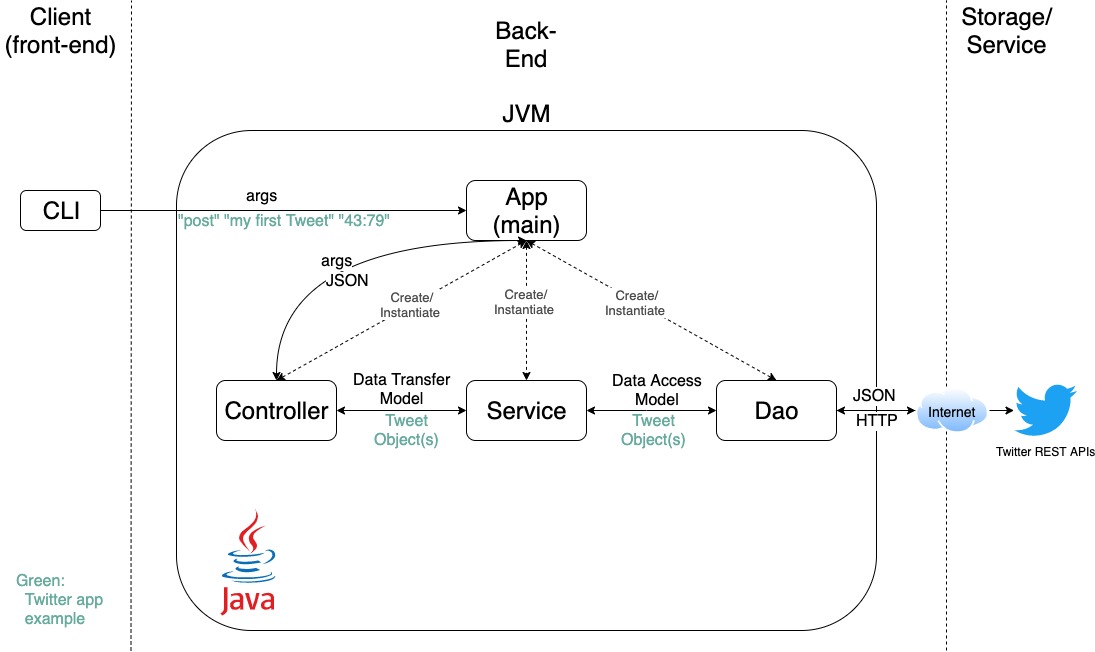 Client
(front-end)
Back-
End
Storage/
Service
JVM
CLI
args
"post" "my first Tweet" "43:79"
App
(main)
args
JSON
Create/
Instantiate
Create/
Instantiate
Create/
Instantiate
Controller
Data Transfer
Model
Tweet
Object(s)
Service
Data Access
Model
Tweet
Object(s)
Dao
JSON
HTTP
Internet
Twitter REST APIs
Java
Green:
Twitter app
example